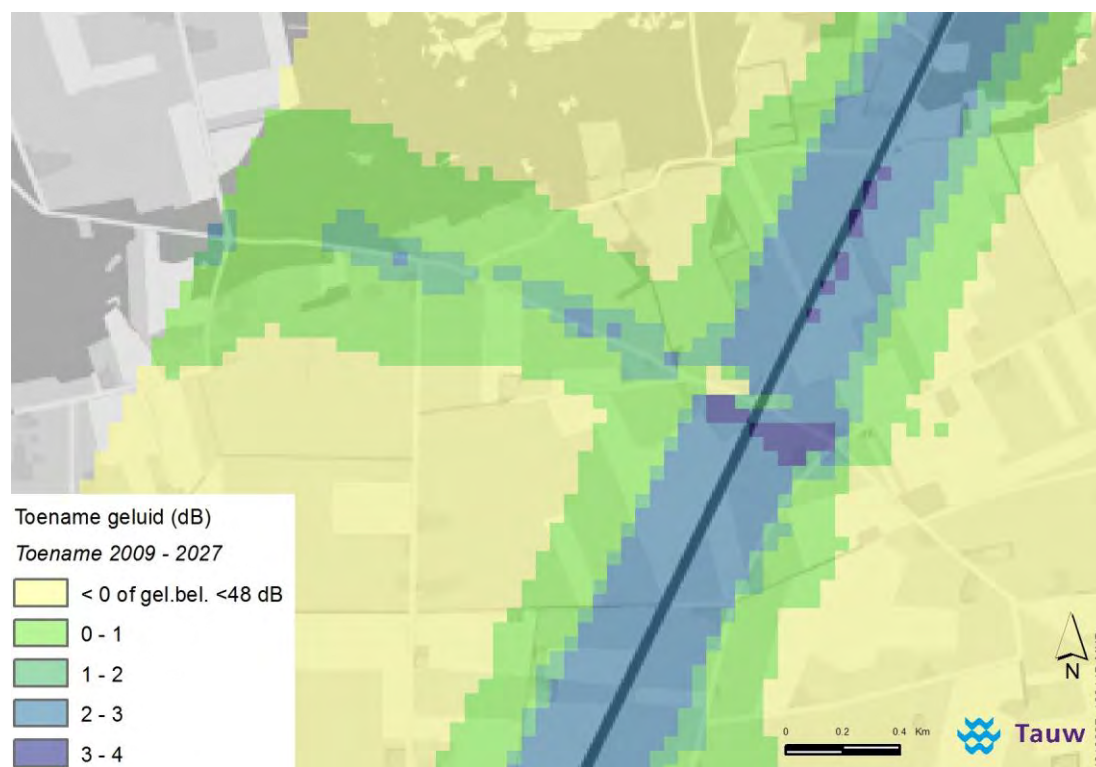 Toename geluid (dB)
Toename 2009 - 2027
< 0 of gel.bel. <48 dB
0 - 1
1 - 2
2 - 3
3 - 4
0 0.2 0.4 Km
N
Tauw